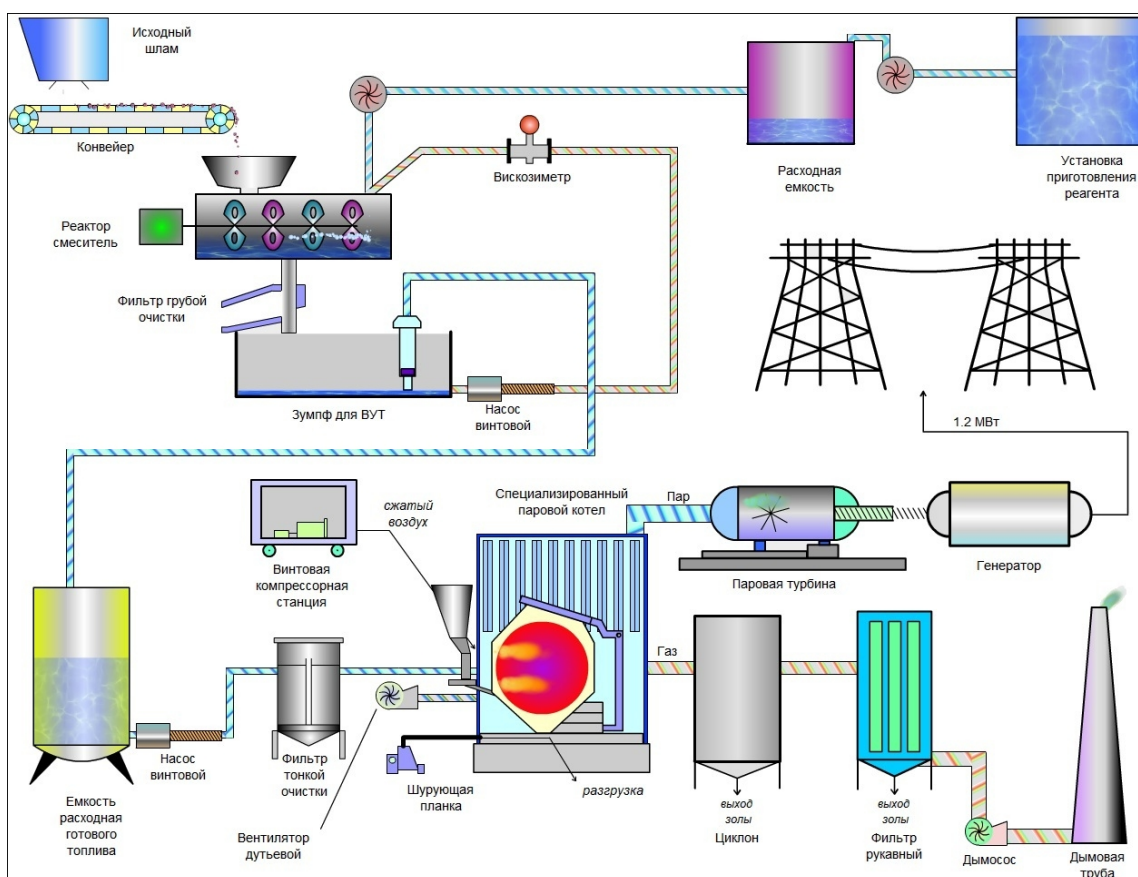 Исходный
шлам
Конвейер
Вискозиметр
Расходная
емкость
Установка
приготовления
реагента
Реактор
смеситель
Фильтр грубой
очистки
Зумпф для ВУТ
Насос
винтовой
1.2 МВт
сжатый
воздух
Специализированный
паровой котел
Пар
Винтовая
компрессорная
станция
Паровая турбина
Генератор
Газ
Насос
винтовой
Фильтр
тонкой
очистки
Шурующая
планка
разгрузка
выход
золы
Циклон
выход
золы
Фильтр
рукавный
Дымосос
Дымовая
труба
Емкость
расходная
готового
топлива
Вентилятор
дутьевой